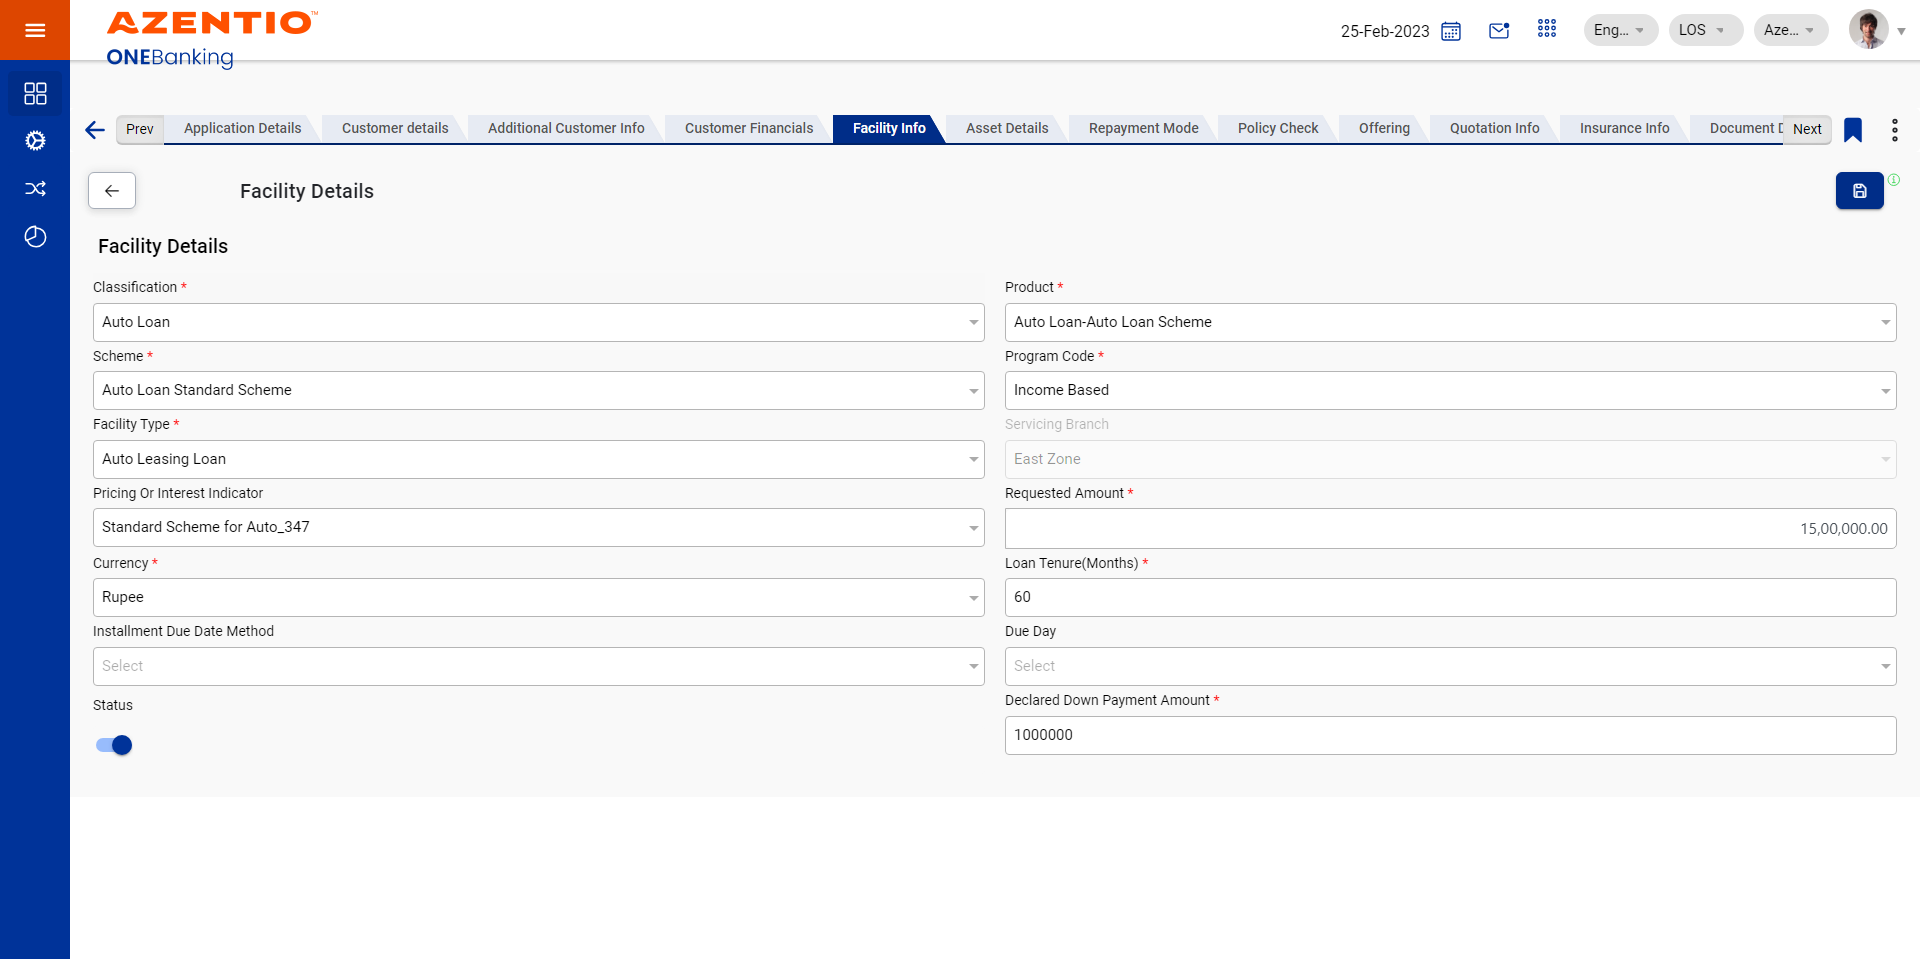 AZENTIO™
ONEBanking
25-Feb-2023
Eng...
LOS
Aze...
Prev
Application Details
Customer details
Additional Customer Info
Customer Financials
Facility Info
Asset Details
Repayment Mode
Policy Check
Offering
Quotation Info
Insurance Info
Document D
Next
Facility Details
Facility Details
Classification *
Auto Loan
Product *
Auto Loan-Auto Loan Scheme
Scheme *
Auto Loan Standard Scheme
Program Code *
Income Based
Facility Type *
Auto Leasing Loan
Servicing Branch
East Zone
Pricing Or Interest Indicator
Standard Scheme for Auto_347
Requested Amount *
15,00,000.00
Currency *
Rupee
Loan Tenure(Months) *
60
Installment Due Date Method
Select
Due Day
Select
Status
Declared Down Payment Amount *
1000000